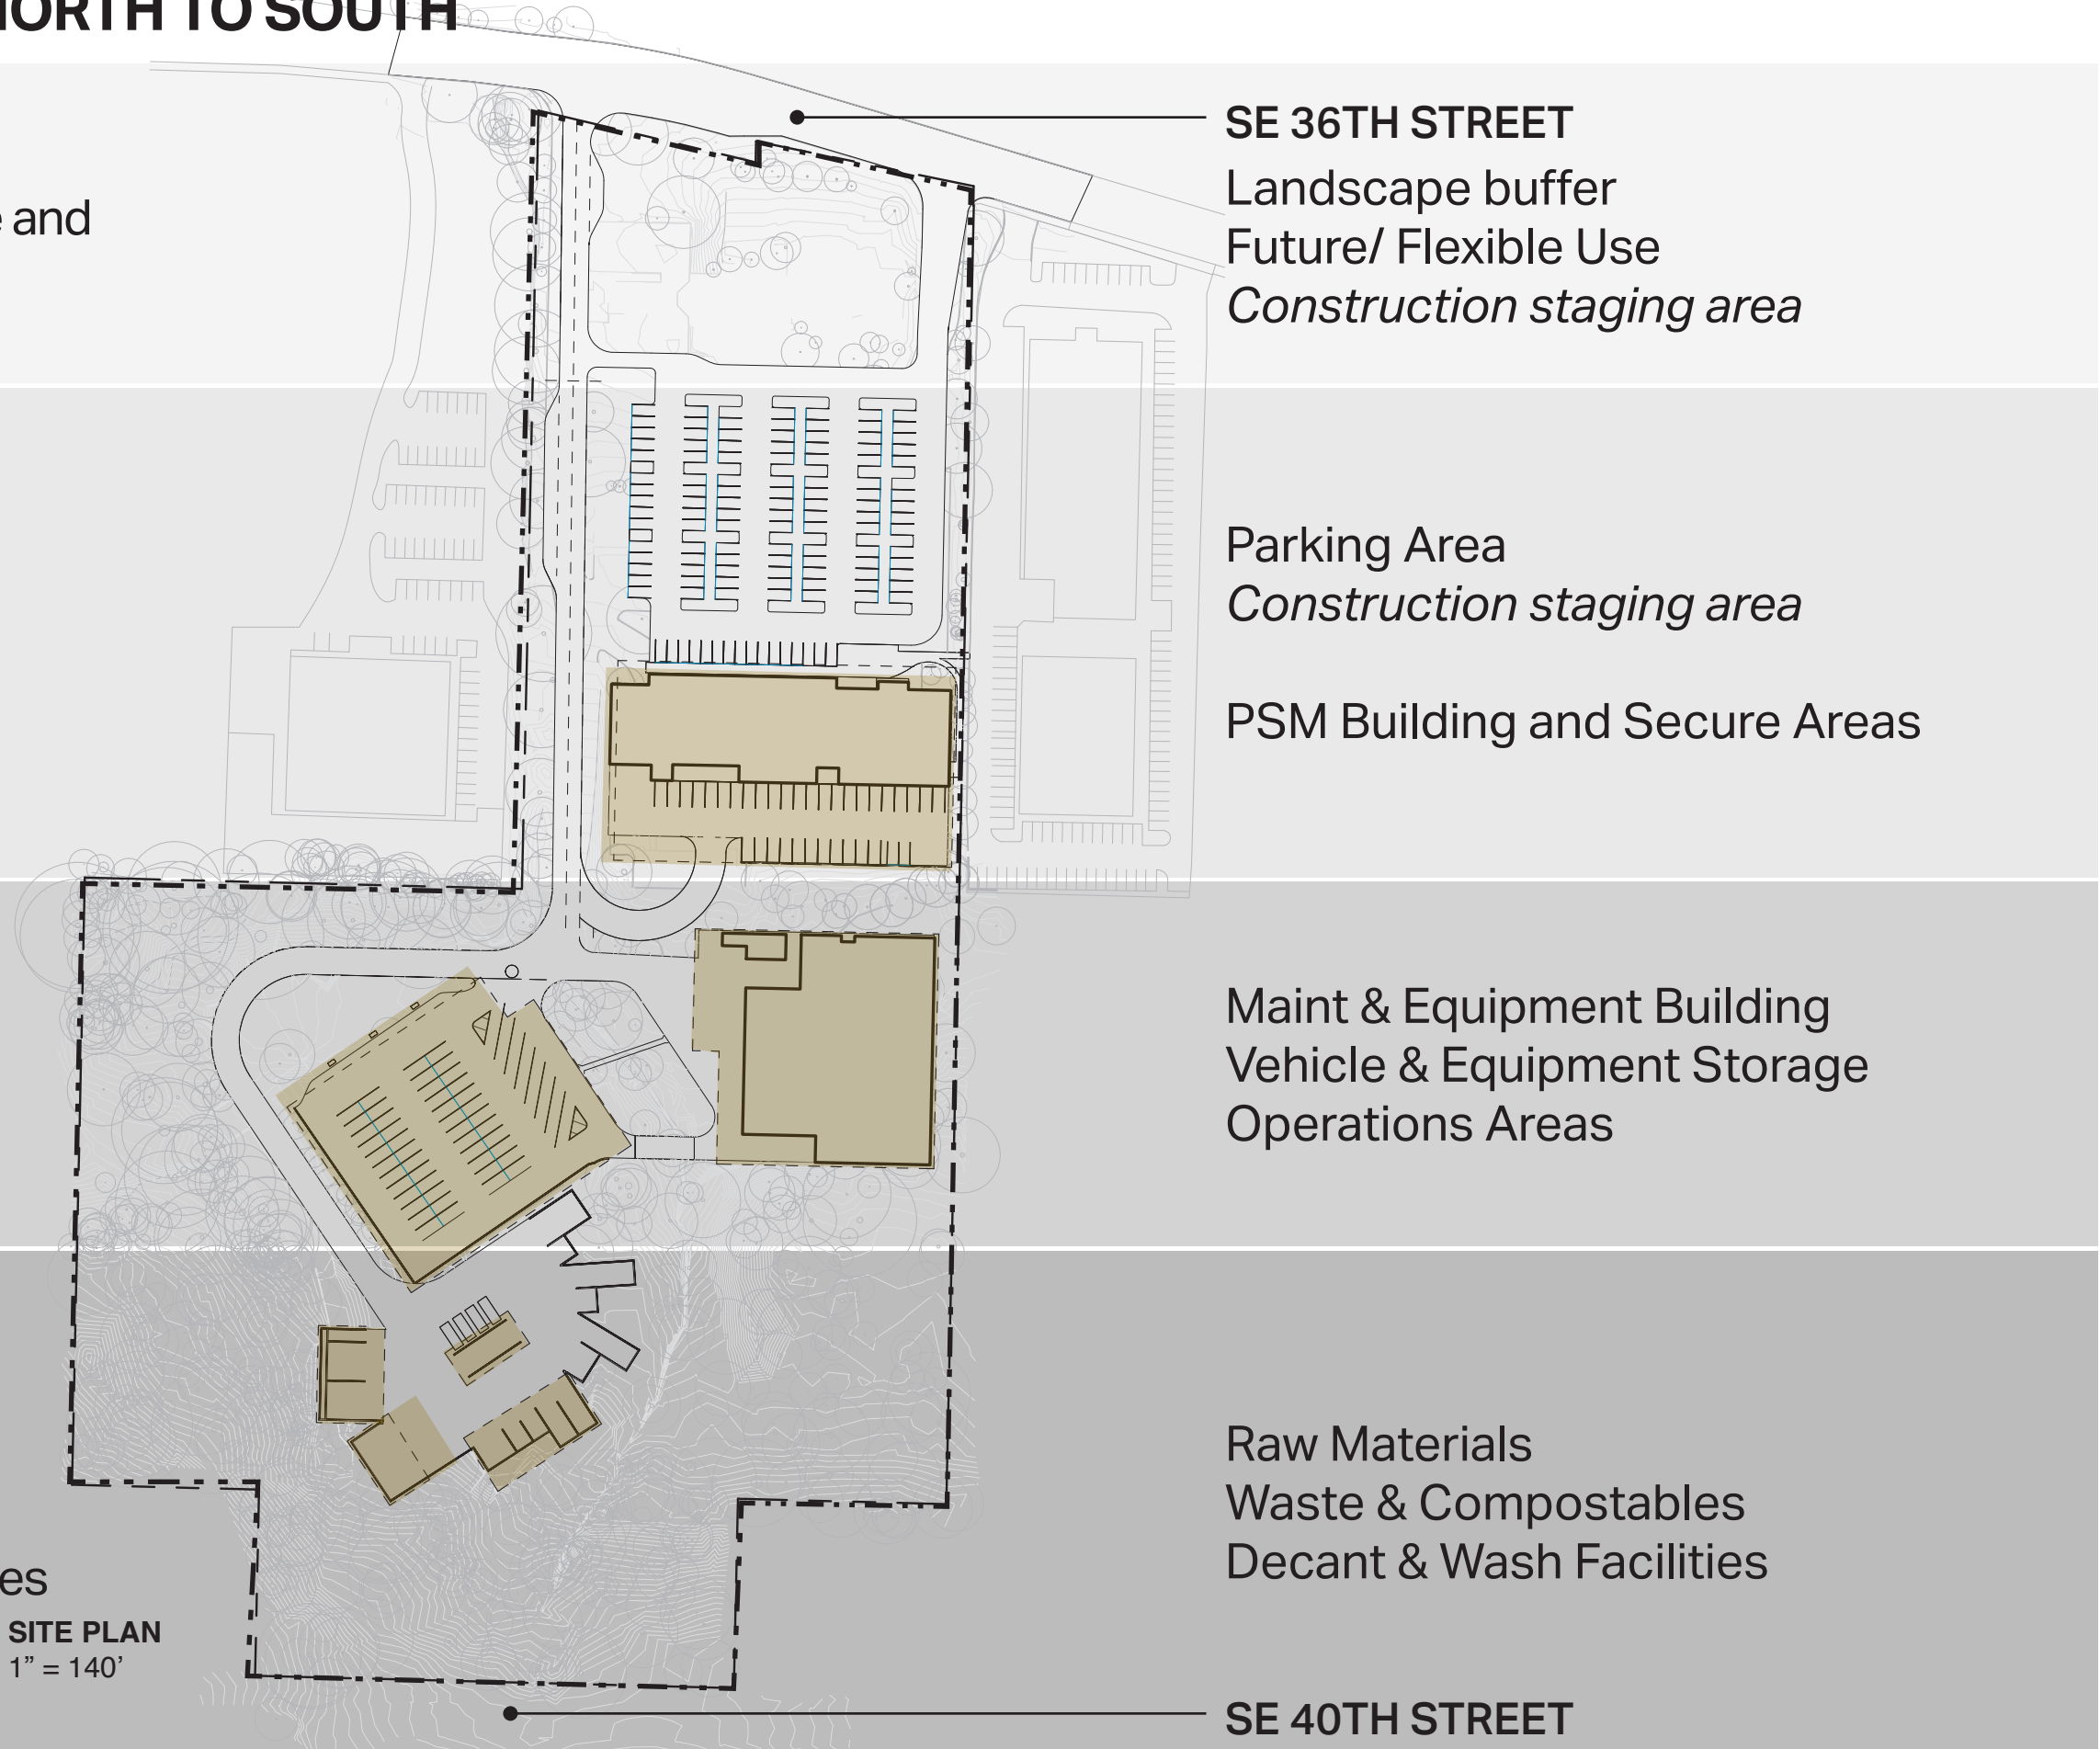 NORTH TO SOUTH
e and
SE 36TH STREET
Landscape buffer
Future/ Flexible Use
Construction staging area
Parking Area
Construction staging area
PSM Building and Secure Areas
Maint & Equipment Building
Vehicle & Equipment Storage
Operations Areas
Raw Materials
Waste & Compostables
Decant & Wash Facilities
es
SITE PLAN
1” = 140’
SE 40TH STREET